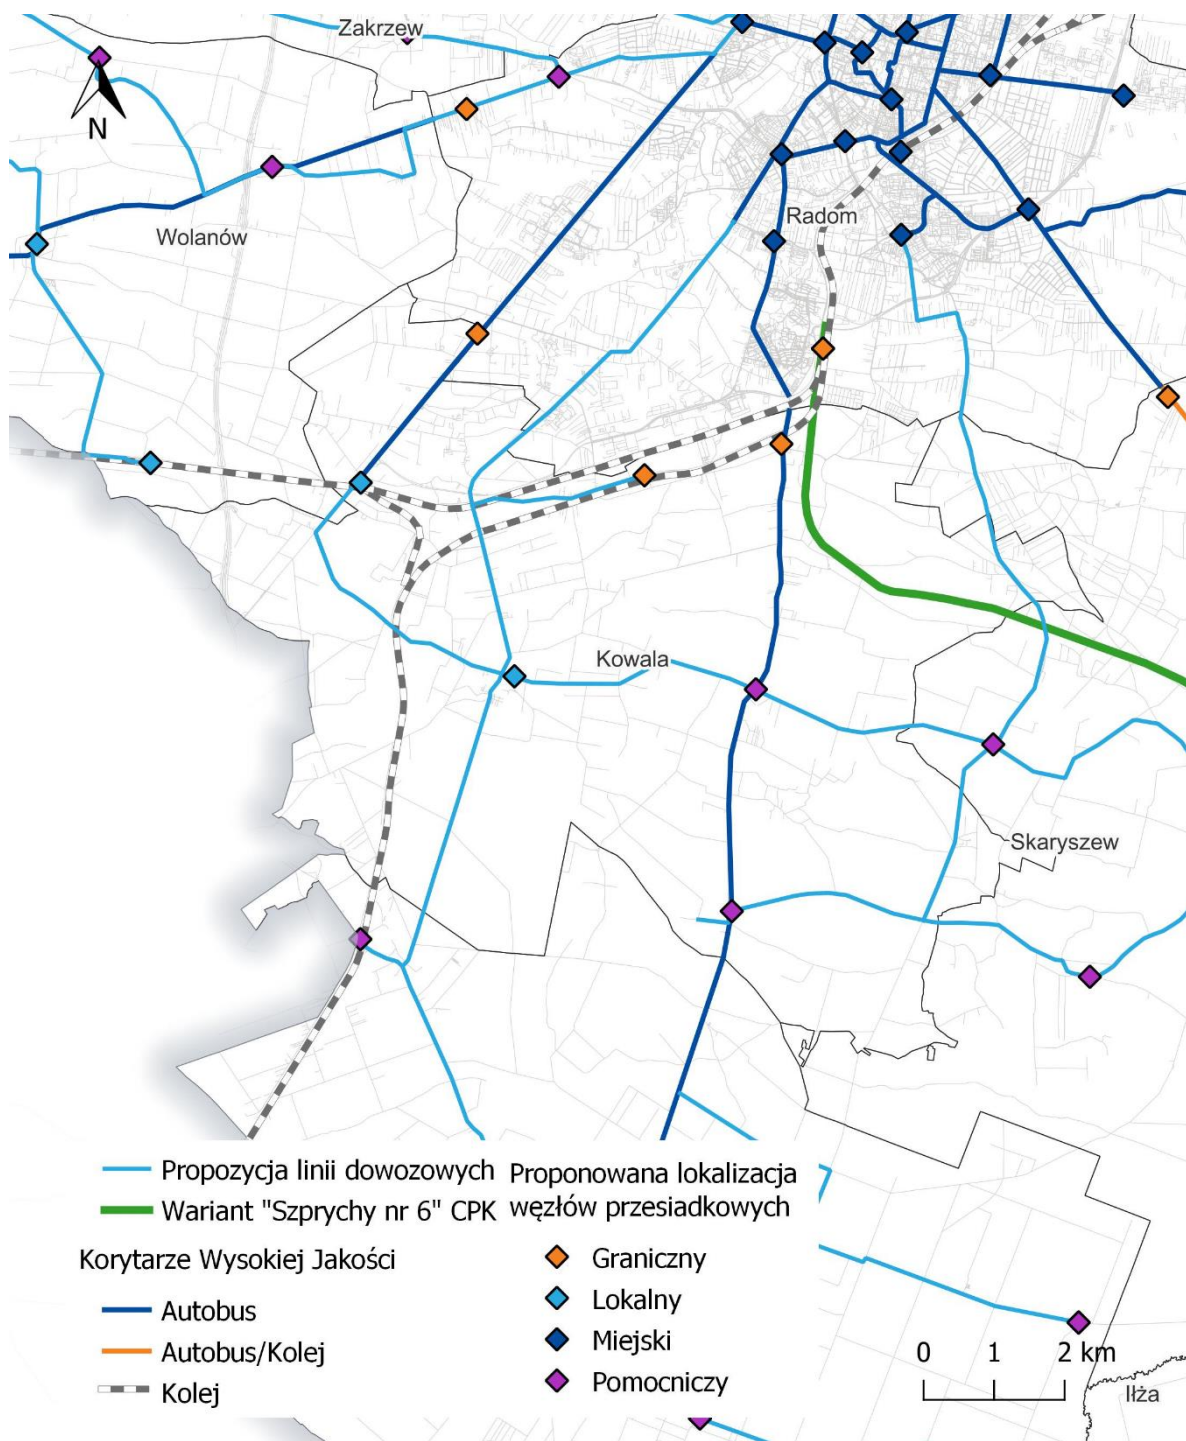 Zakrzew
N
Radom
Wolanów
Kowala
Skaryszew
Propozycja linii dowozowych
Wariant "Szprychy nr 6" CPK
Korytarze Wysokiej Jakości
Autobus
Autobus/Kolej
Kolej
Proponowana lokalizacja
węzłów przesiadkowych
Graniczny
Lokalny
Miejski
Pomocniczy
0 1 2 km
Iłża